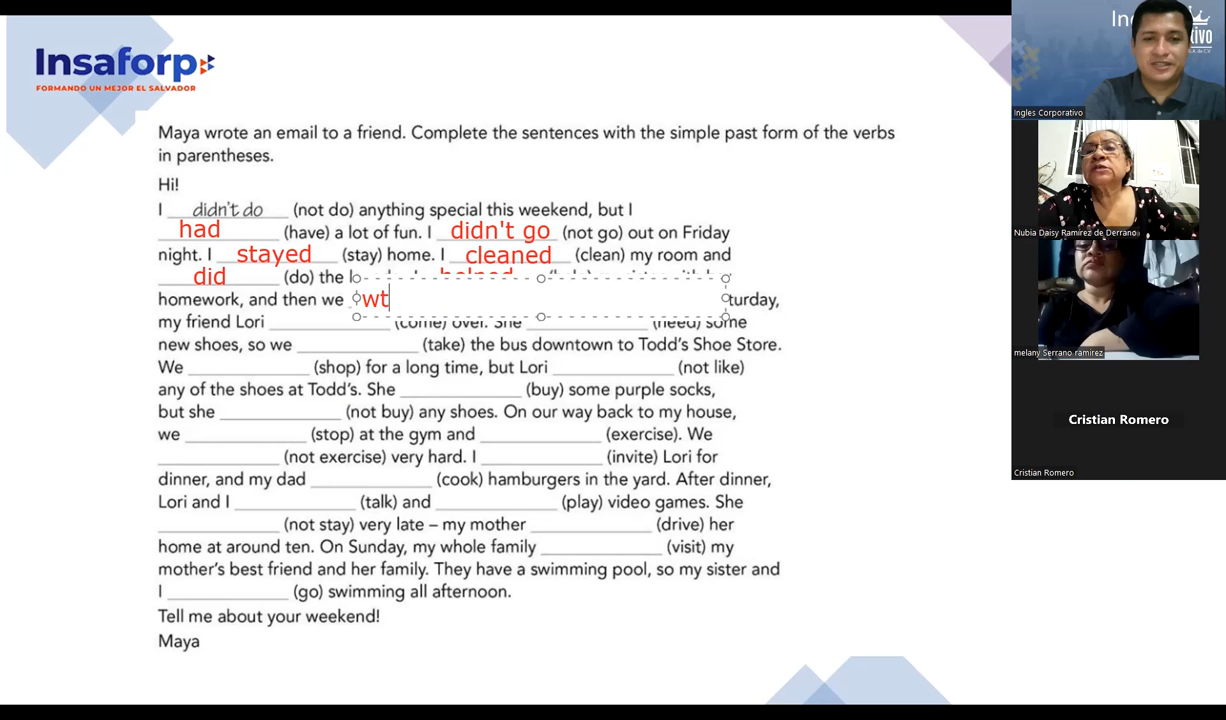 Insaforp
FORMANDO UN MEJOR EL SALVADOR
Maya wrote an email to a friend. Complete the sentences with the simple past form of the verbs
in parentheses.
Hi!
I didn't do (not do) anything special this weekend, but I
had (have) a lot of fun. I didn't go (not go) out on Friday
night. I stayed (stay) home. I cleaned (clean) my room and
did (do) the helped
homework, and then we wt turday,
my friend Lori (come) over. She (need) some
new shoes, so we (take) the bus downtown to Todd's Shoe Store.
We (shop) for a long time, but Lori (not like)
any of the shoes at Todd's. She (buy) some purple socks,
but she (not buy) any shoes. On our way back to my house,
we (stop) at the gym and (exercise). We
(not exercise) very hard. I (invite) Lori for
dinner, and my dad (cook) hamburgers in the yard. After dinner,
Lori and I (talk) and (play) video games. She
(not stay) very late – my mother (drive) her
home at around ten. On Sunday, my whole family (visit) my
mother's best friend and her family. They have a swimming pool, so my sister and
I (go) swimming all afternoon.
Tell me about your weekend!
Maya
Ingles Corporativo
Nubia Daisy Ramírez de Derrano
melany Serrano ramirez
Cristian Romero
Cristian Romero